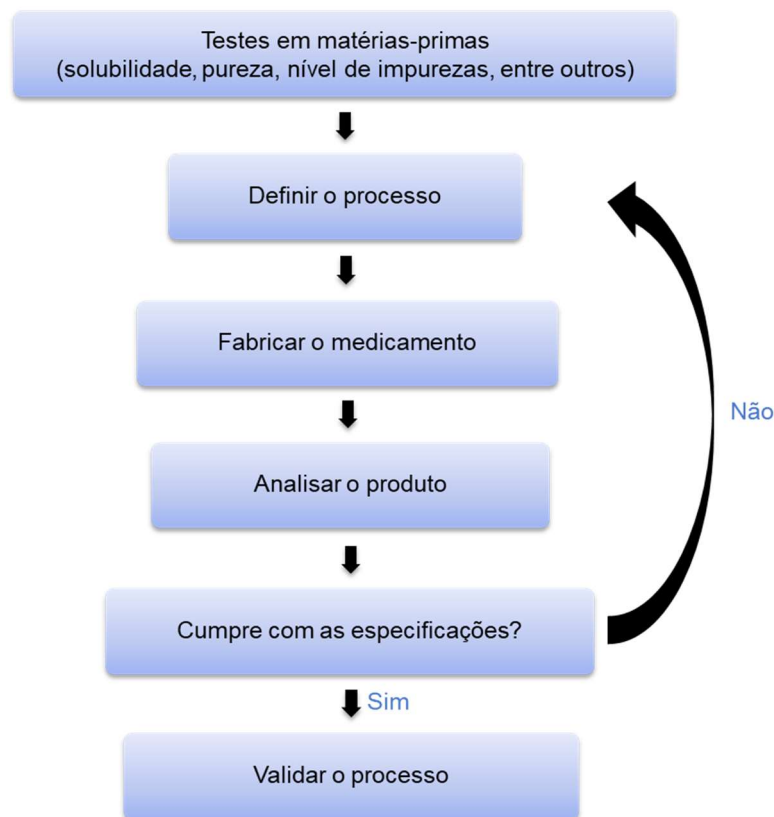 Testes em matérias-primas
(solubilidade, pureza, nível de impurezas, entre outros)
Definir o processo
Fabricar o medicamento
Não
Analisar o produto
Cumpre com as especificações?
Sim
Validar o processo